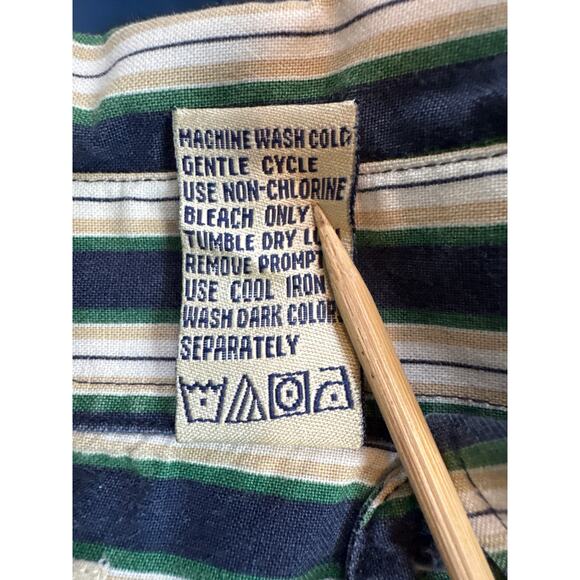 MACHINE WASH COLD
GENTLE CYCLE
USE NON-CHLORINE
BLEACH ONLY
TUMBLE DRY LOW
REMOVE PROMPT
USE COOL IRON
WASH DARK COLOR
SEPARATELY